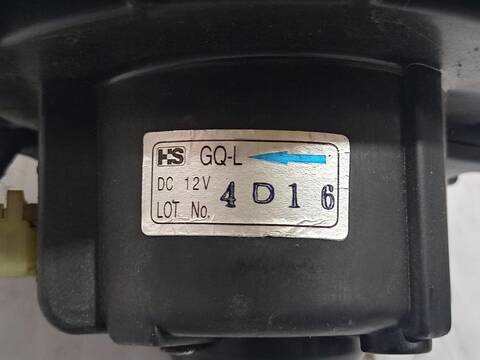 HS GQ-L
DC 12V
LOT No. 4D16